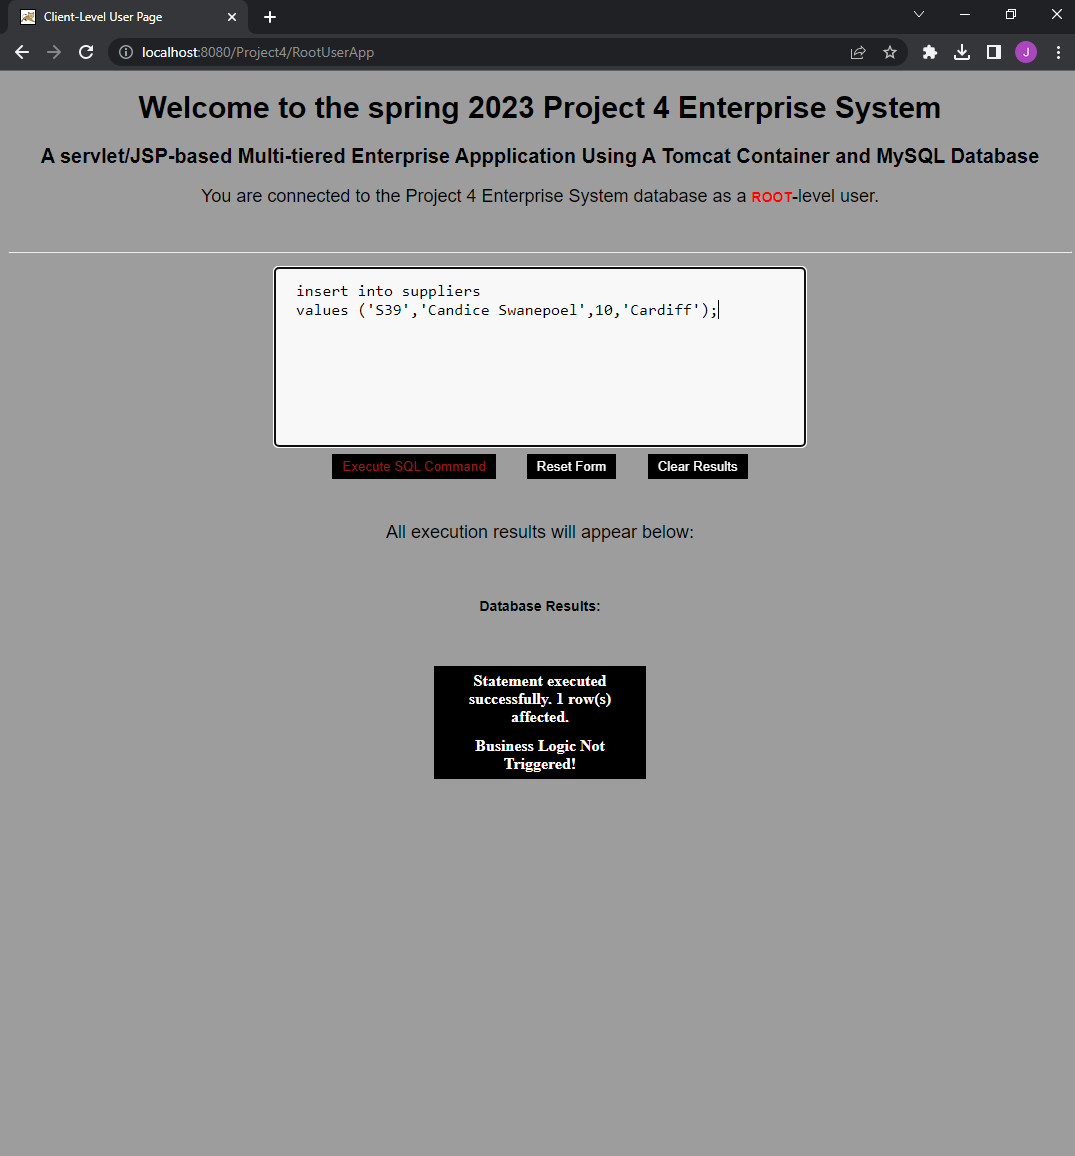 Client-Level User Page
localhost:8080/Project4/RootUserApp
J
Welcome to the spring 2023 Project 4 Enterprise System
A servlet/JSP-based Multi-tiered Enterprise Appplication Using A Tomcat Container and MySQL Database
You are connected to the Project 4 Enterprise System database as a ROOT-level user.
insert into suppliers
values ('S39','Candice Swanepoel',10,'Cardiff');
Execute SQL Command Reset Form Clear Results
All execution results will appear below:
Database Results:
Statement executed
successfully. 1 row(s)
affected.
Business Logic Not
Triggered!